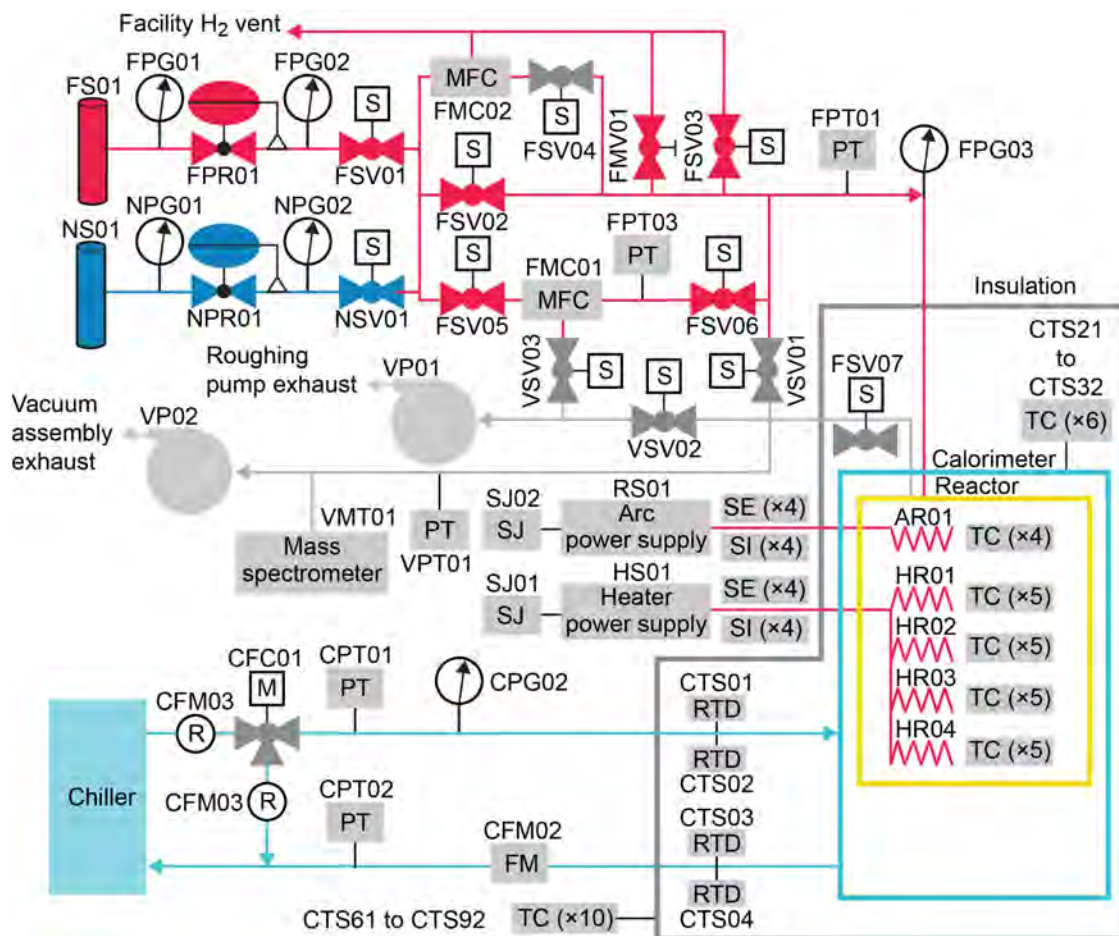 Facility H₂ vent
FPG01
FPG02
FS01
MFC
S
FMC02
S
FSV04
FMV01
FSV03
S
FPT01
PT
FPG03
FPR01
FSV01
S
FSV02
NS01
NPG01
NPG02
S
S
FPT03
PT
S
FMC01
MFC
NPR01
NSV01
FSV05
FSV06
Insulation
Roughing
pump exhaust
VP01
VSV03
S
S
VSV02
S
VSV01
FSV07
S
CTS21
to
CTS32
TC (×6)
Vacuum
assembly
exhaust
VP02
Calorimeter
Reactor
VMT01
Mass
spectrometer
PT
VPT01
SJ02
SJ
RS01
Arc
power supply
SE (×4)
SI (×4)
AR01
TC (×4)
SJ01
SJ
HS01
Heater
power supply
SE (×4)
SI (×4)
HR01
TC (×5)
HR02
TC (×5)
HR03
TC (×5)
HR04
TC (×5)
Chiller
CFM03
R
CFC01
M
CPT01
PT
CPG02
CTS01
RTD
RTD
CTS02
CFM03
R
CPT02
PT
CFM02
FM
CTS03
RTD
RTD
CTS04
CTS61 to CTS92
TC (×10)